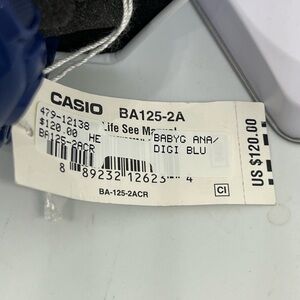 CASIO BA125-2A
479-12138 Life See Manual
$120.00 HE BABYG ANA/
BA125-2ACR DIGI BLU
8 89232 12623 4
BA-125-2ACR
CI
US $120.00